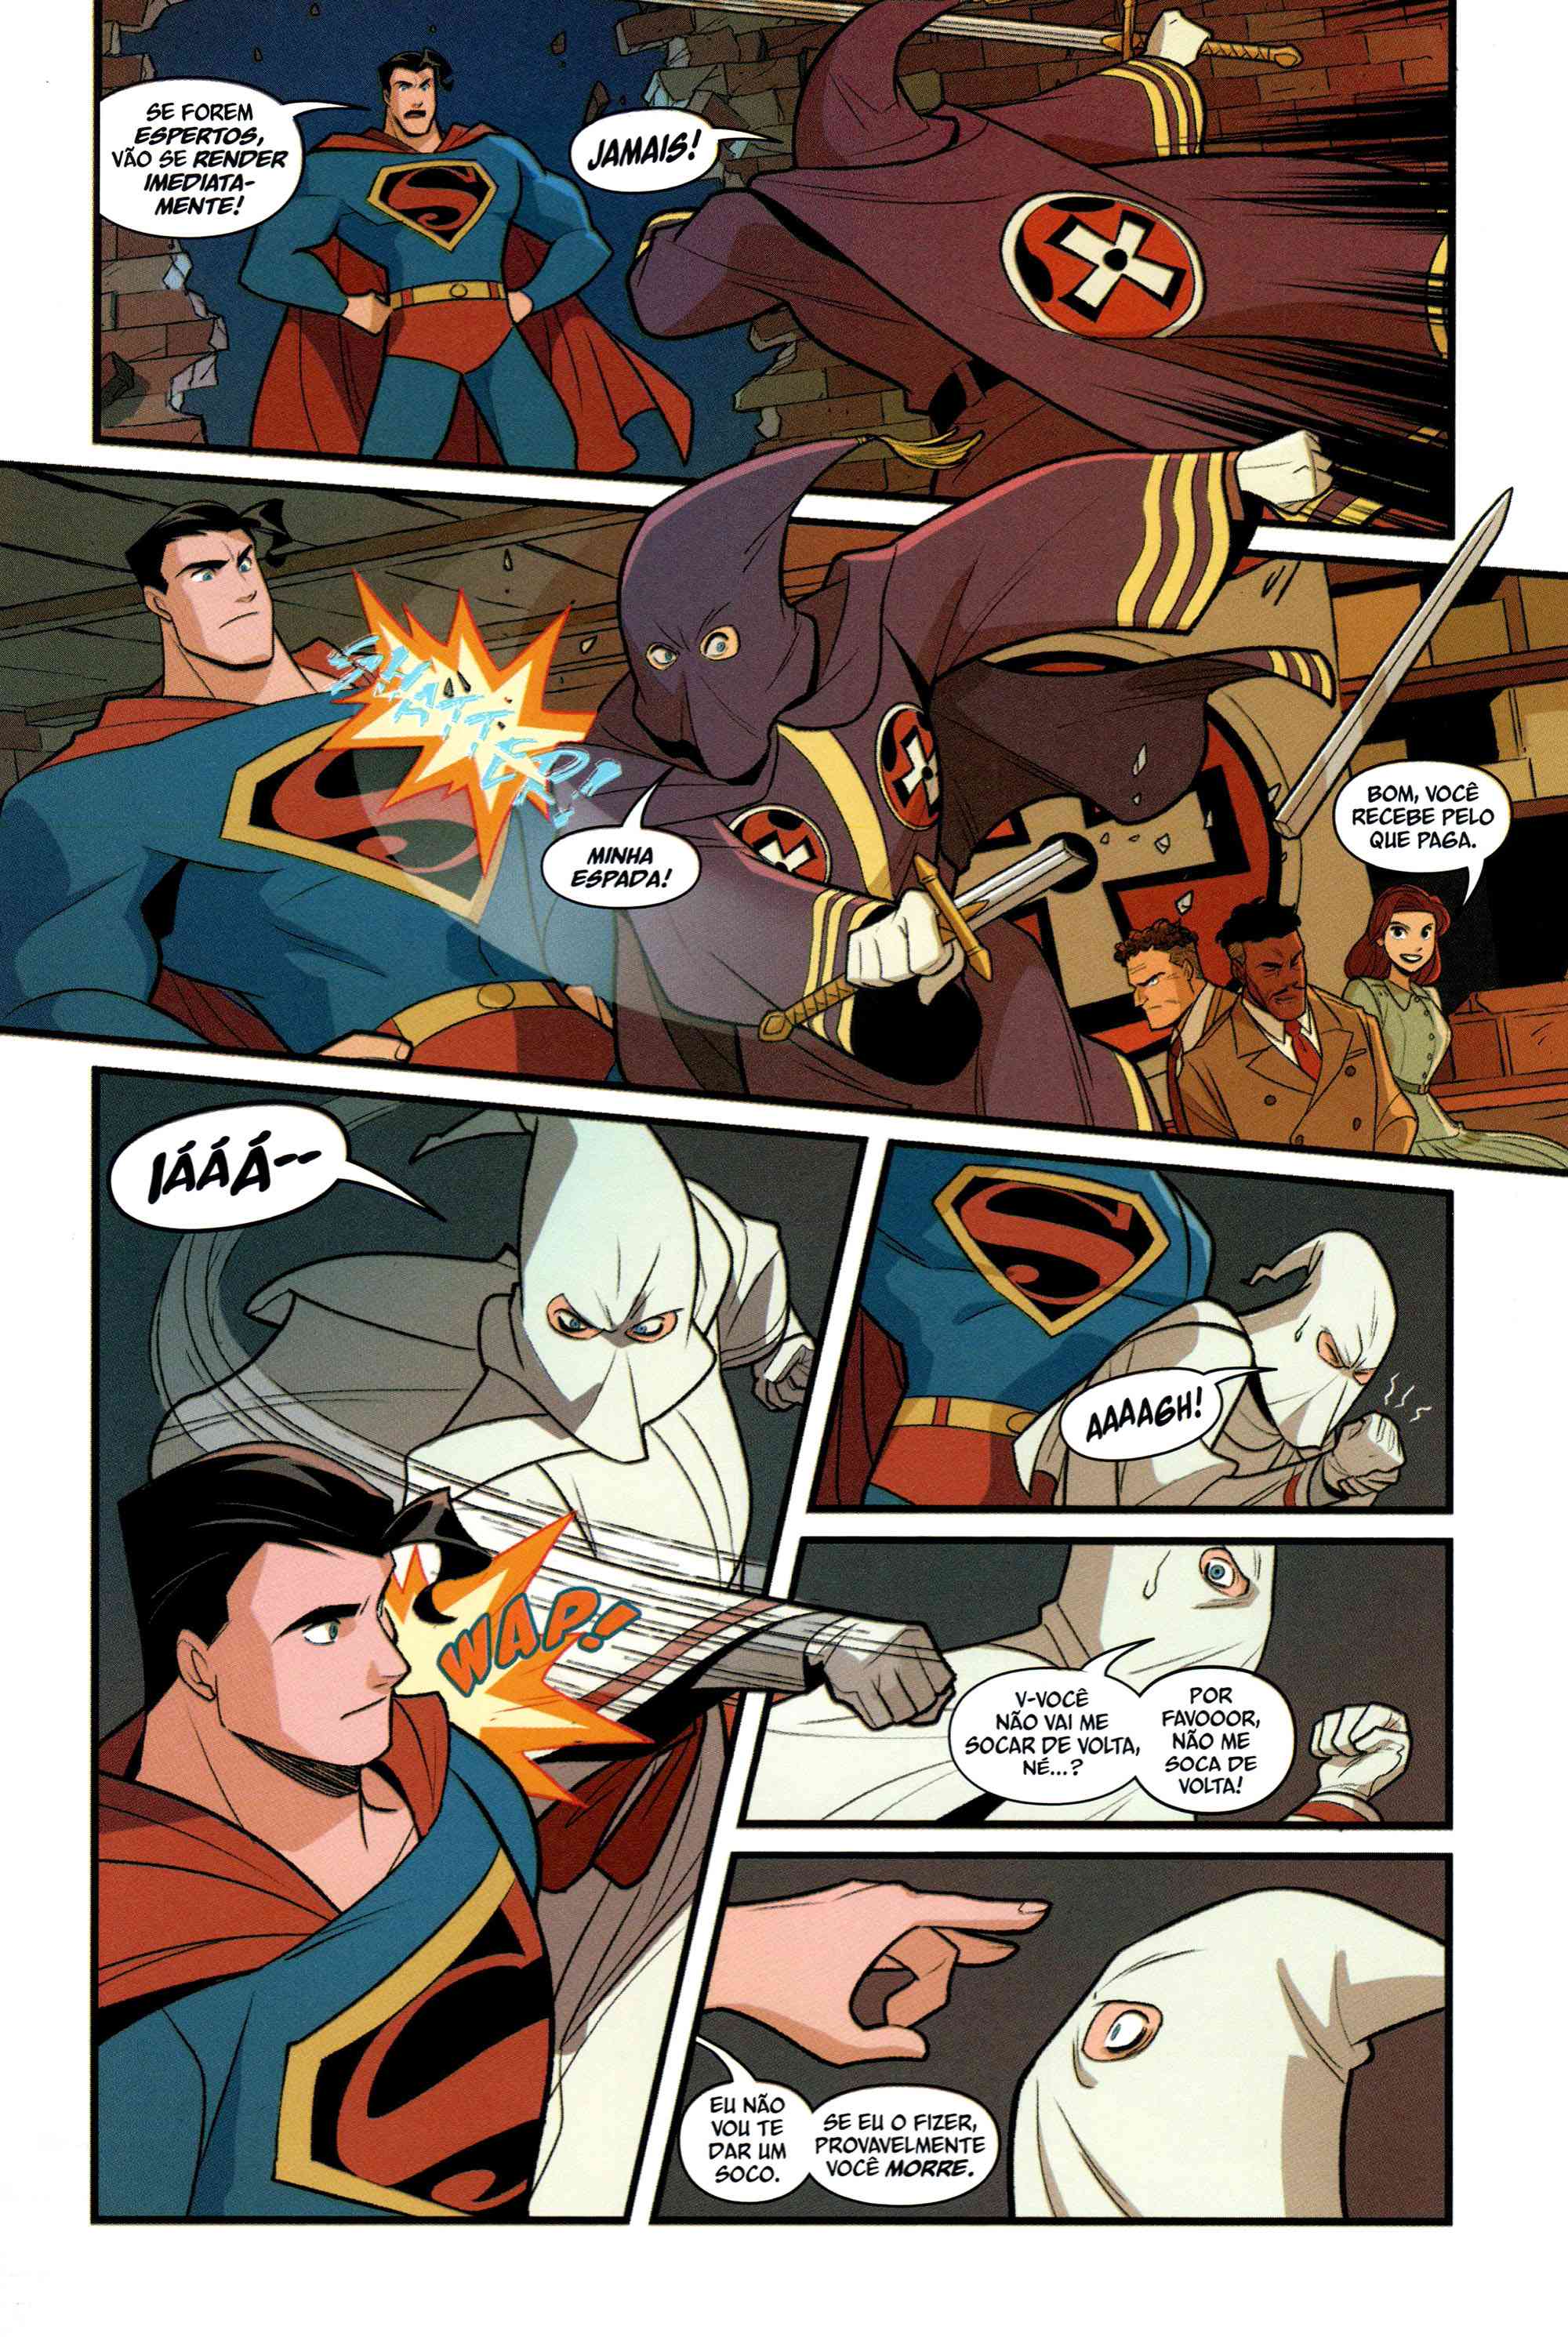 SE FOREM
ESPERTOS,
VÃO SE RENDER
IMEDIATA-
MENTE!
JAMAIS!
SHATTER!
MINHA
ESPADA!
BOM, VOCÊ
RECEBE PELO
QUE PAGA.
IÁÁÁ--
WAP!
AAAAGH!
V-VOCÊ
NÃO VAI ME
SOCAR DE VOLTA,
NÉ...?
POR
FAVOOOR,
NÃO ME
SOCA DE
VOLTA!
EU NÃO
VOU TE
DAR UM
SOCO.
SE EU O FIZER,
PROVAVELMENTE
VOCÊ MORRE.